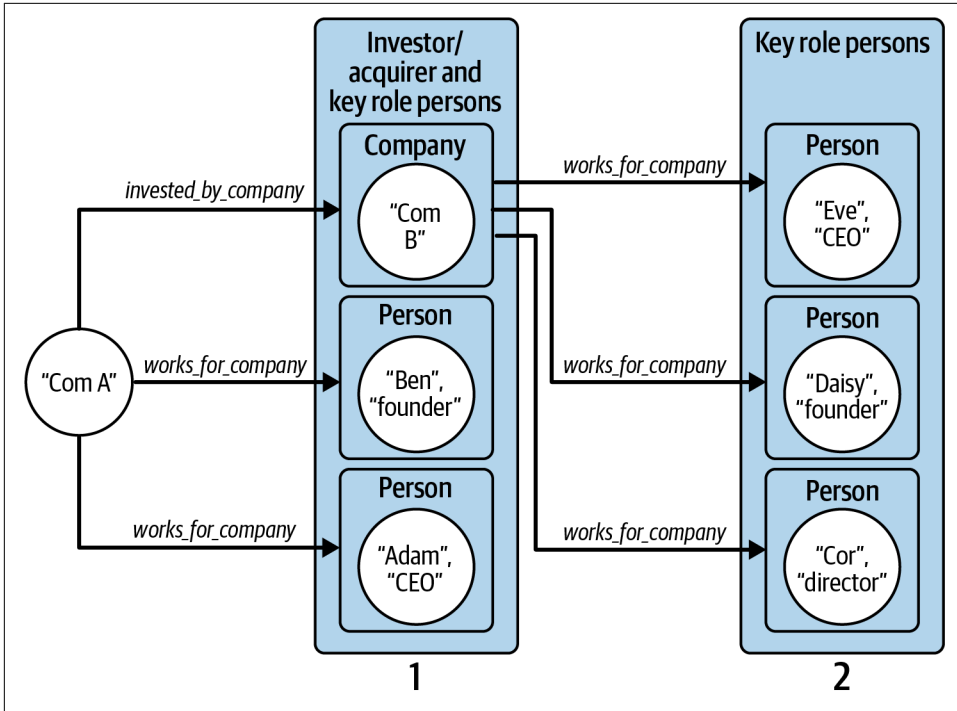 Investor/
acquirer and
key role persons
Key role persons
Company
Person
works_for_company
invested_by_company
“Com
B”
“Eve”,
“CEO”
Person
Person
works_for_company
works_for_company
“Com A”
“Ben”,
“founder”
“Daisy”,
“founder”
Person
Person
works_for_company
works_for_company
“Adam”,
“CEO”
“Cor”,
“director”
1
2